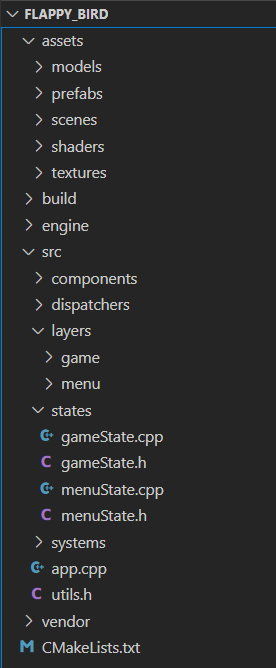 FLAPPY_BIRD
assets
models
prefabs
scenes
shaders
textures
build
engine
src
components
dispatchers
layers
game
menu
states
gameState.cpp
gameState.h
menuState.cpp
menuState.h
systems
app.cpp
utils.h
vendor
CMakeLists.txt